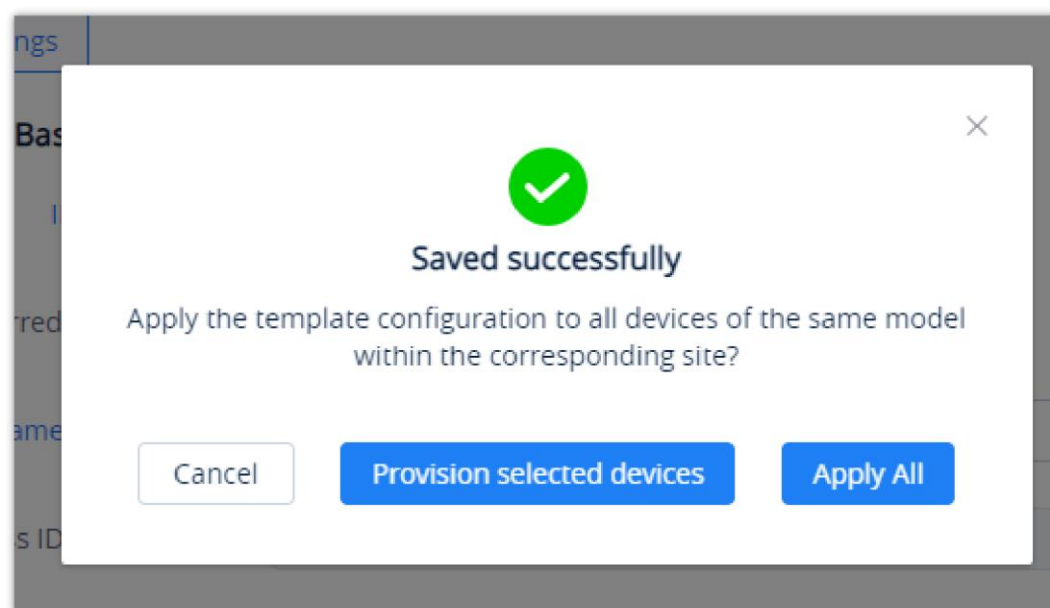 ngs
Bas
rred
ame
s ID
Saved successfully
Apply the template configuration to all devices of the same model
within the corresponding site?
Cancel
Provision selected devices
Apply All